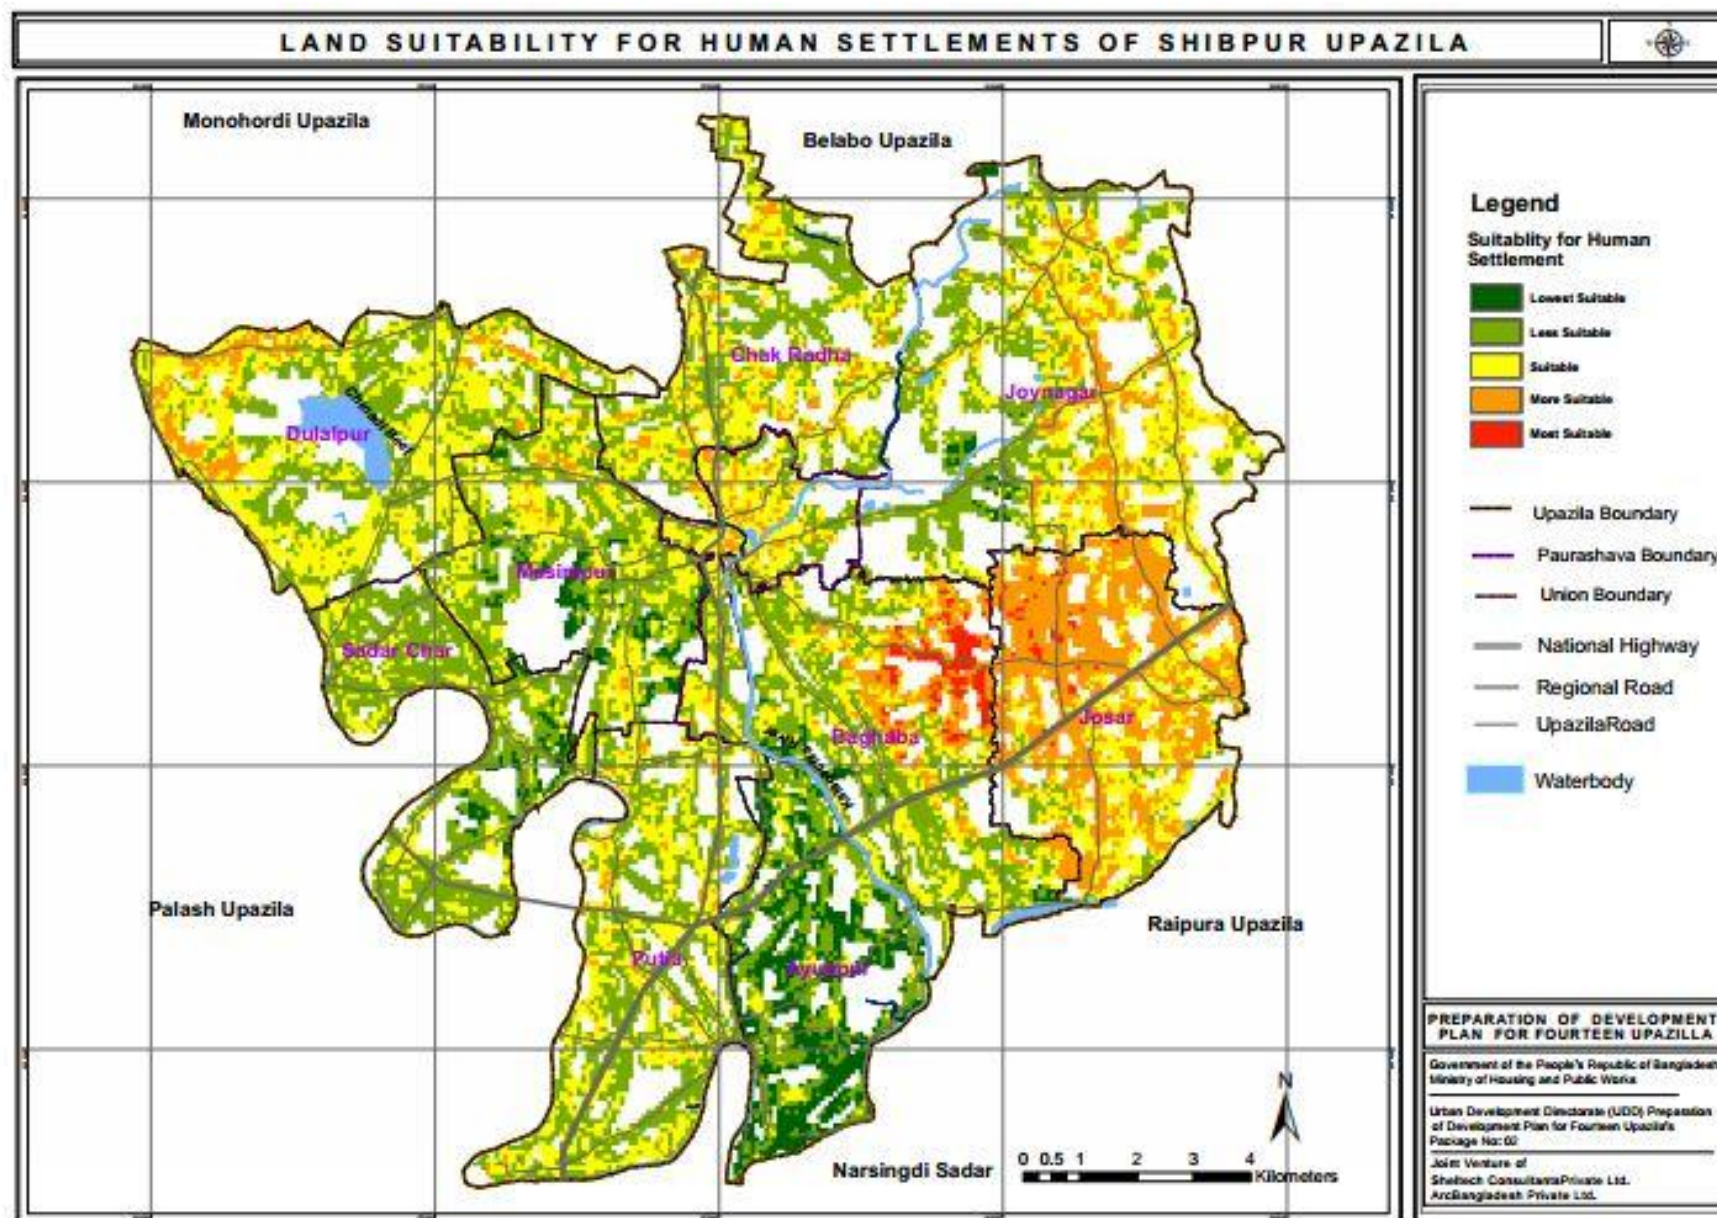 LAND SUITABILITY FOR HUMAN SETTLEMENTS OF SHIBPUR UPAZILA
Monohordi Upazila
Belabo Upazila
Chak Radha
Joynagar
Dulalpur
Sadar Char
Baghaba
Josar
Palash Upazila
Raipura Upazila
Putia
Narsingdi Sadar
N
0 0.5 1 2 3 4
Kilometers
Legend
Suitablity for Human
Settlement
Lowest Suitable
Less Suitable
Suitable
More Suitable
Most Suitable
Upazila Boundary
Paurashava Boundary
Union Boundary
National Highway
Regional Road
UpazilaRoad
Waterbody
PREPARATION OF DEVELOPMENT
PLAN FOR FOURTEEN UPAZILLA
Government of the People's Republic of Bangladesh
Ministry of Housing and Public Works
Urban Development Directorate (UDD) Preparation
of Development Plan for Fourteen Upazila's
Package No: 02
Joint Venture of
Sheltech ConsultantsPrivate Ltd.
ArcBangladesh Private Ltd.